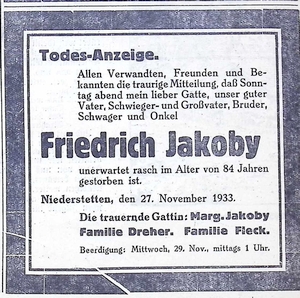 Todes-Anzeige.
Allen Verwandten, Freunden und Be-
kannten die traurige Mitteilung, daß Sonn-
tag abend mein lieber Gatte, unser guter
Vater, Schwieger- und Großvater, Bruder,
Schwager und Onkel
Friedrich Jakoby
unerwartet rasch im Alter von 84 Jahren
gestorben ist.
Niederstetten, den 27. November 1933.
Die trauernde Gattin: Marg. Jakoby
Familie Dreher. Familie Fleck.
Beerdigung: Mittwoch, 29. Nov., mittags 1 Uhr.